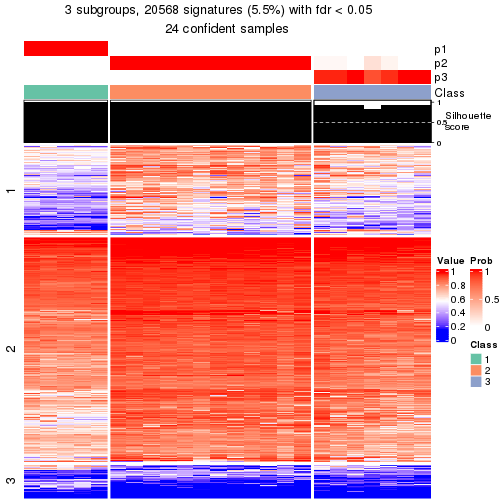 3 subgroups, 20568 signatures (5.5%) with fdr < 0.05
24 confident samples
p1
p2
p3
Class
1
0.5
0
Silhouette
score
1
2
3
Value
1
0.8
0.6
0.4
0.2
0
Prob
1
0.5
0
Class
1
2
3